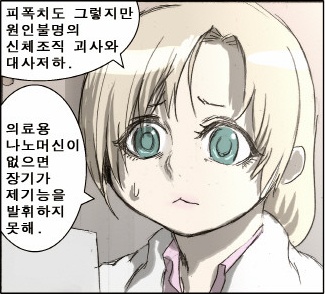 피폭치도 그렇지만
원인불명의
신체조직 괴사와
대사저하.
의료용
나노머신이
없으면
장기가
제기능을
발휘하지
못해.